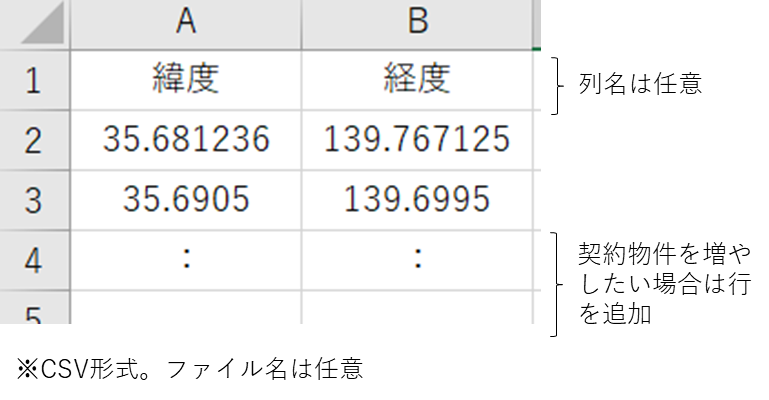 A B
1 緯度 経度 列名は任意
2 35.681236 139.767125
3 35.6905 139.6995
4 : : 契約物件を増や
したい場合は行
を追加
5
※CSV形式。ファイル名は任意